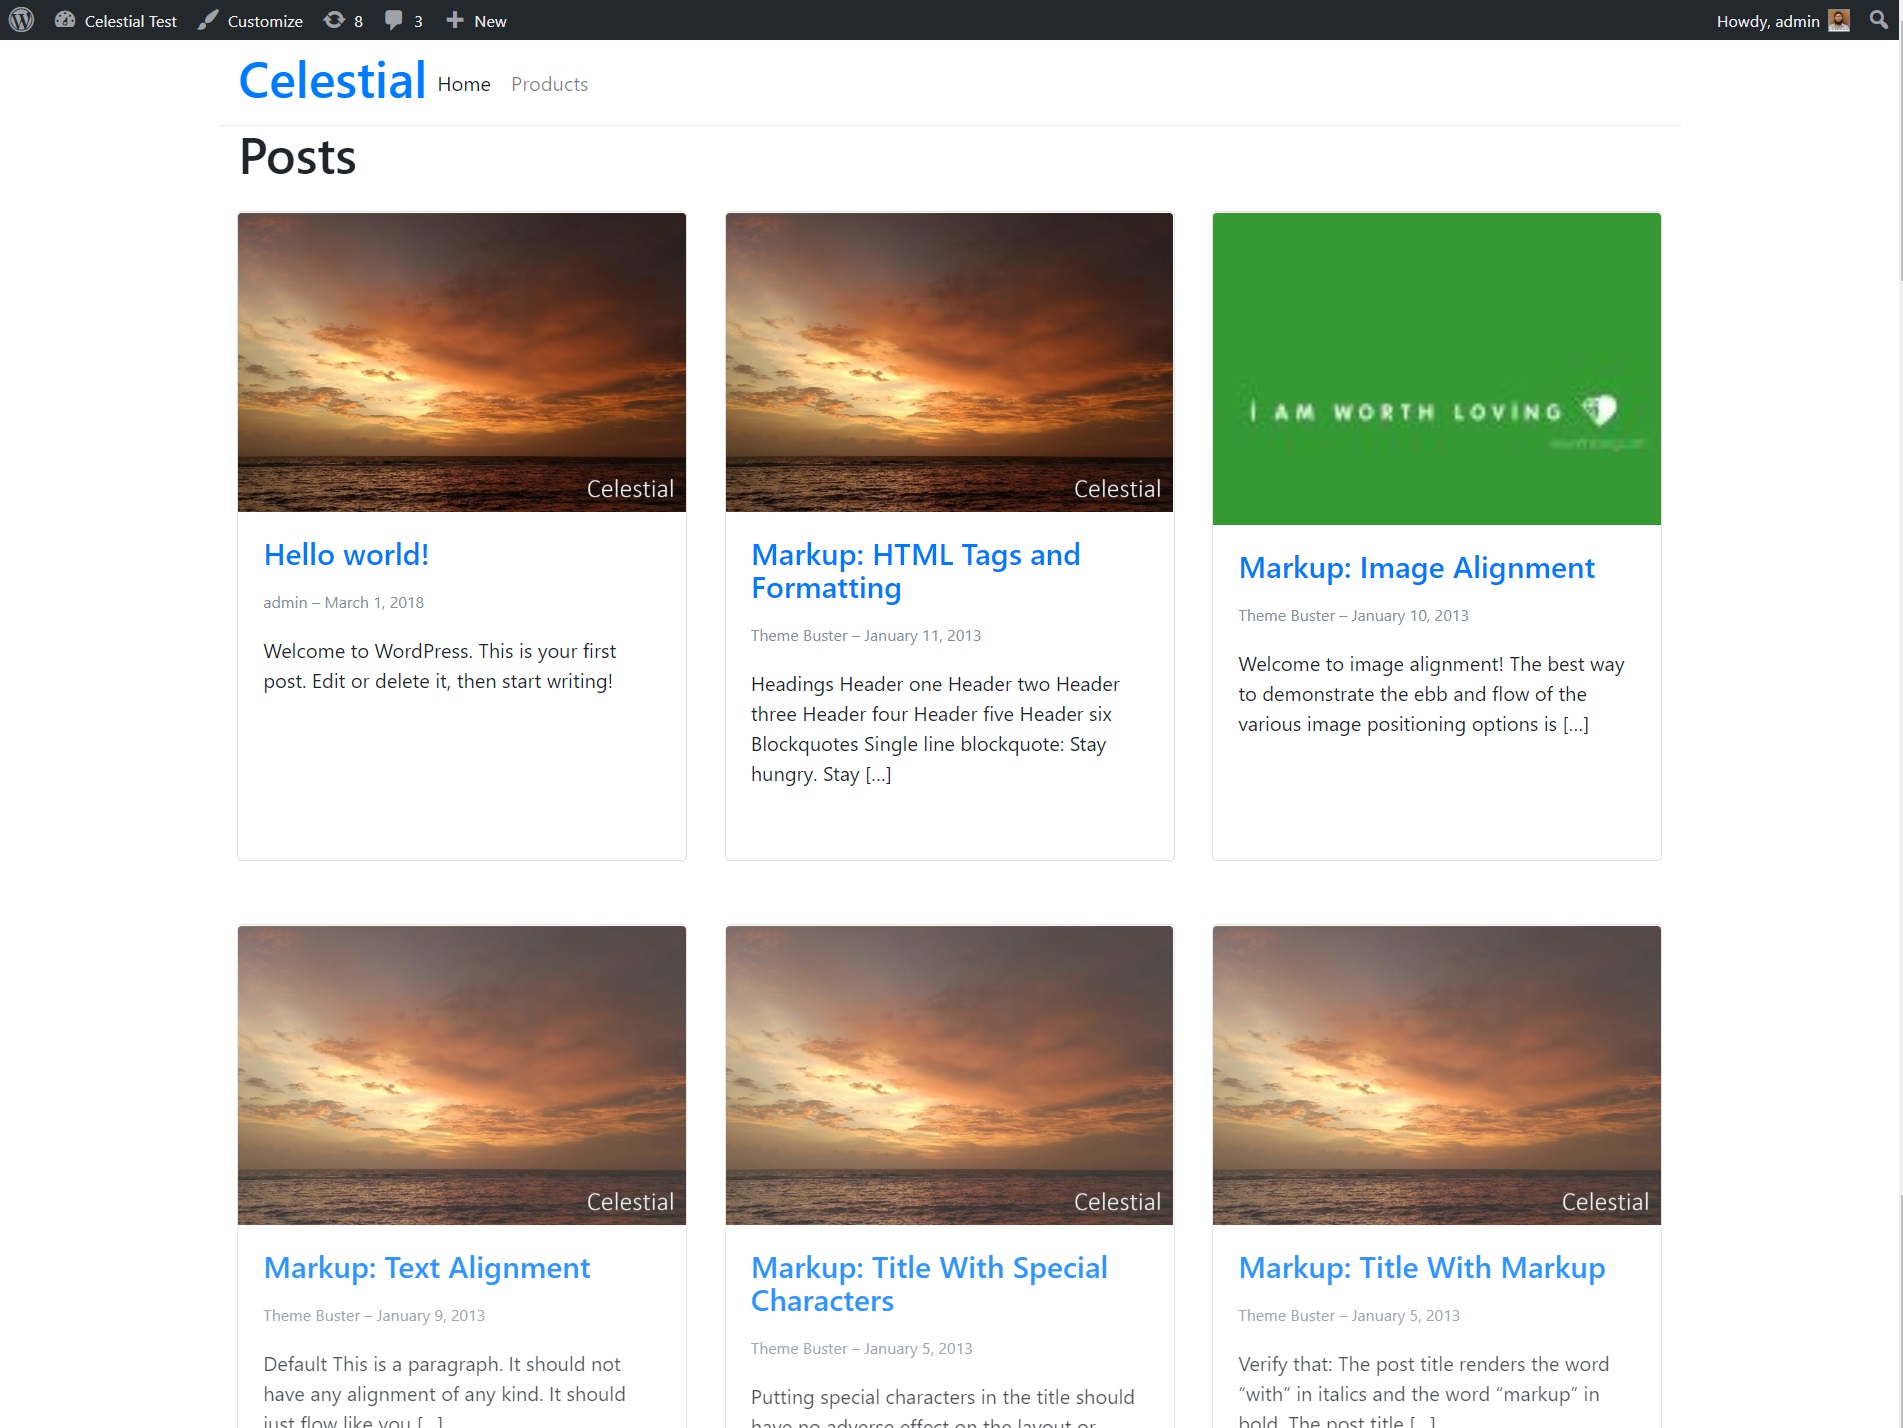 Celestial Test Customize 8 3 New Howdy, admin
Celestial Home Products
Posts
Celestial
Celestial
I AM WORTH LOVING
Hello world!
admin – March 1, 2018
Welcome to WordPress. This is your first
post. Edit or delete it, then start writing!
Markup: HTML Tags and
Formatting
Theme Buster – January 11, 2013
Headings Header one Header two Header
three Header four Header five Header six
Blockquotes Single line blockquote: Stay
hungry. Stay […]
Markup: Image Alignment
Theme Buster – January 10, 2013
Welcome to image alignment! The best way
to demonstrate the ebb and flow of the
various image positioning options is […]
Celestial
Celestial
Celestial
Markup: Text Alignment
Theme Buster – January 9, 2013
Default This is a paragraph. It should not
have any alignment of any kind. It should
just flow like you […]
Markup: Title With Special
Characters
Theme Buster – January 5, 2013
Putting special characters in the title should
have no adverse effect on the layout or
Markup: Title With Markup
Theme Buster – January 5, 2013
Verify that: The post title renders the word
“with” in italics and the word “markup” in
bold. The post title […]